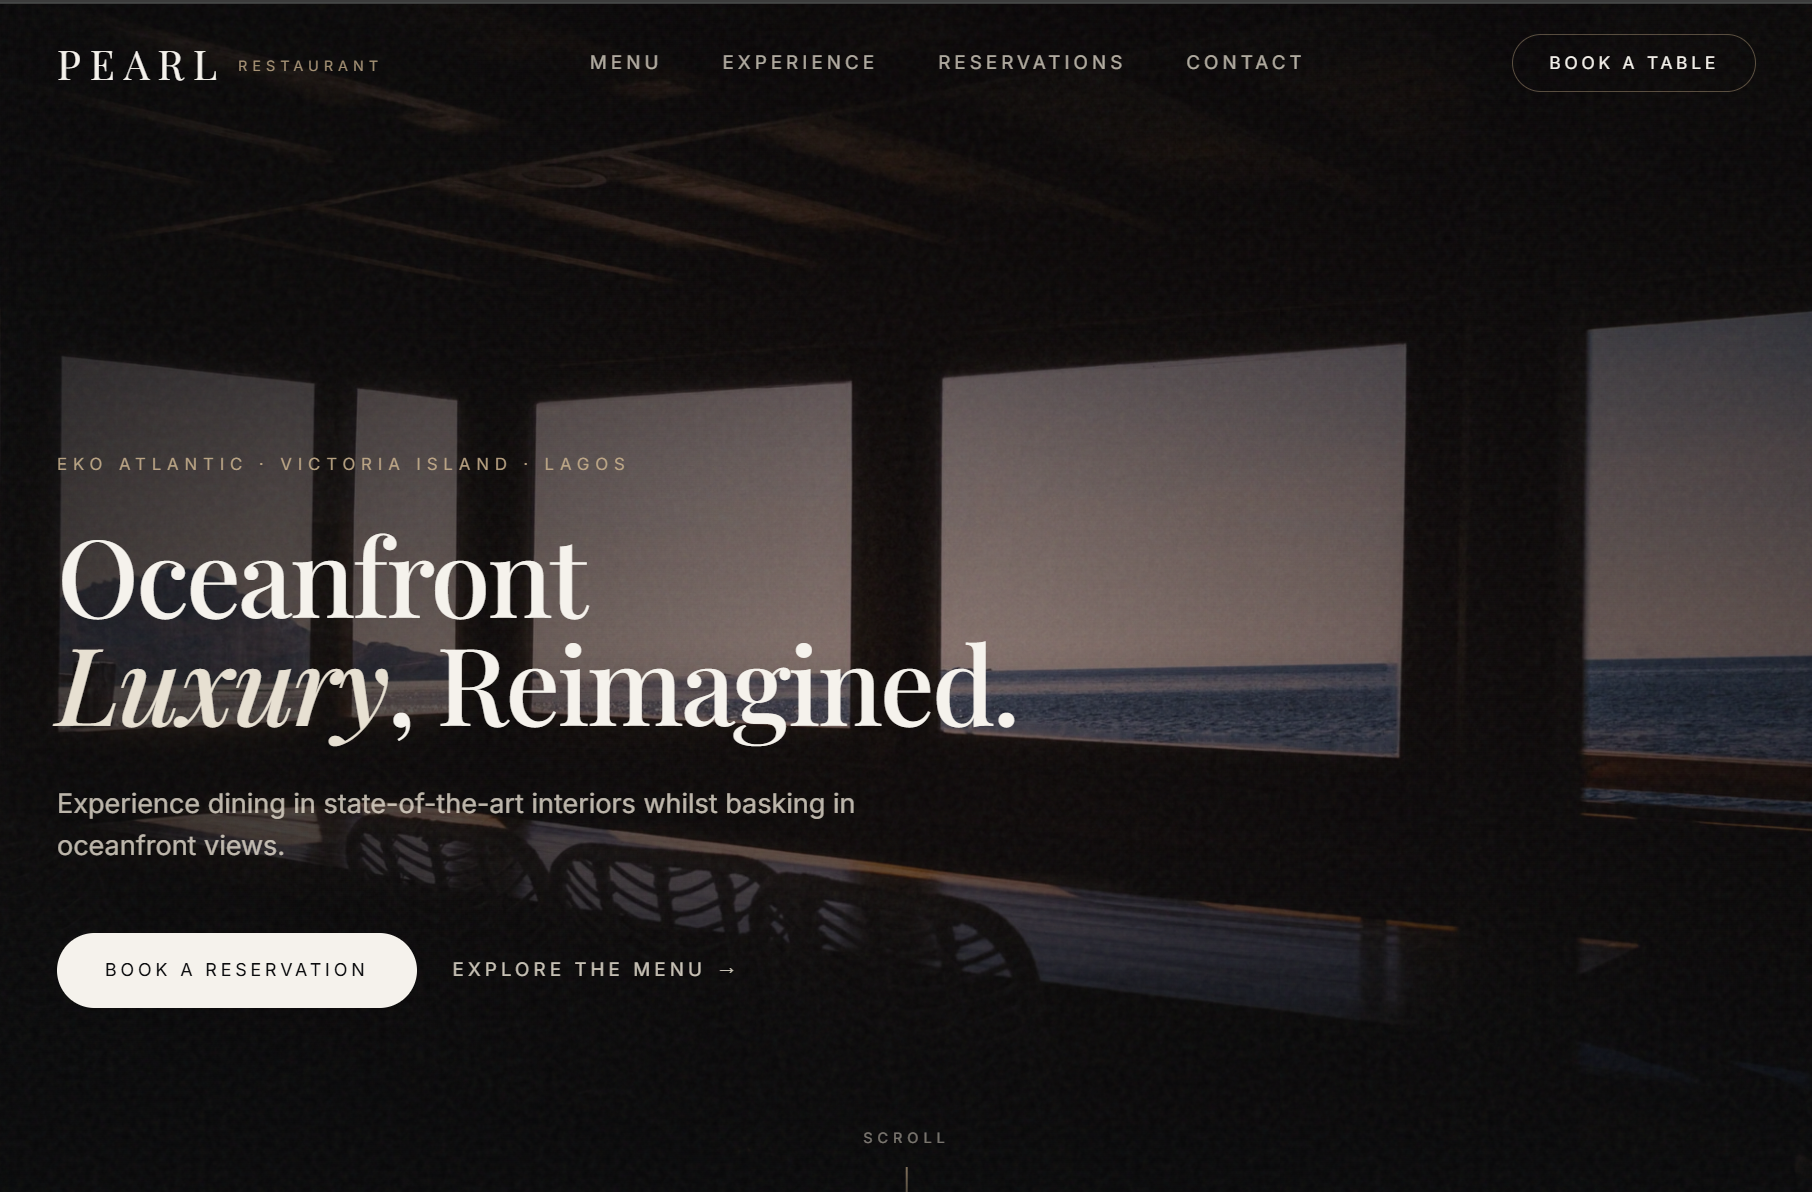 PEARL RESTAURANT
MENU
EXPERIENCE
RESERVATIONS
CONTACT
BOOK A TABLE
EKO ATLANTIC · VICTORIA ISLAND · LAGOS
Oceanfront
Luxury, Reimagined.
Experience dining in state-of-the-art interiors whilst basking in
oceanfront views.
BOOK A RESERVATION
EXPLORE THE MENU →
SCROLL